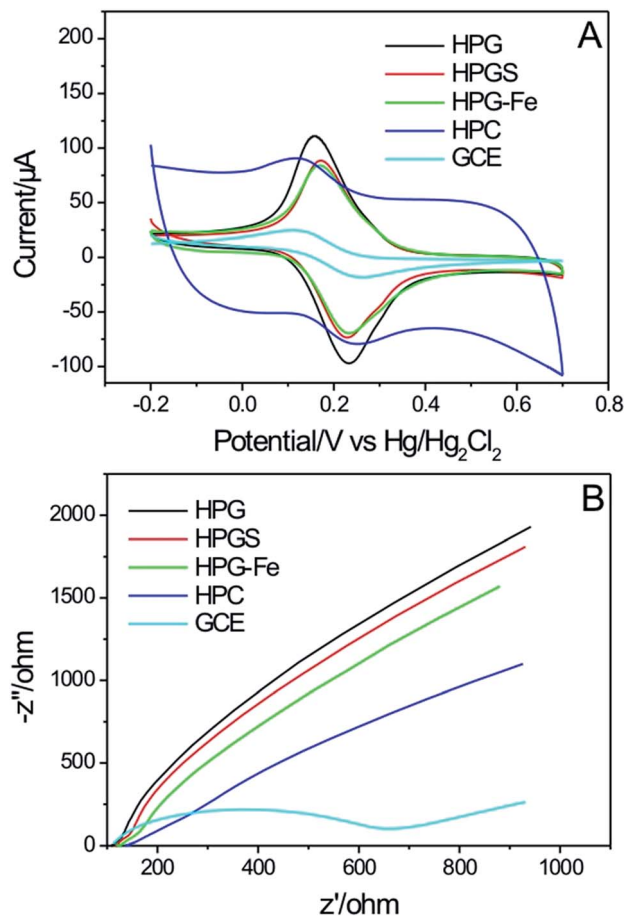 A
HPG
HPGS
HPG-Fe
HPC
GCE
200
150
100
50
0
-50
-100
Current/µA
-0.2 0.0 0.2 0.4 0.6 0.8
Potential/V vs Hg/Hg₂Cl₂
B
HPG
HPGS
HPG-Fe
HPC
GCE
2000
1500
1000
500
0
-z''/ohm
200 400 600 800 1000
z'/ohm